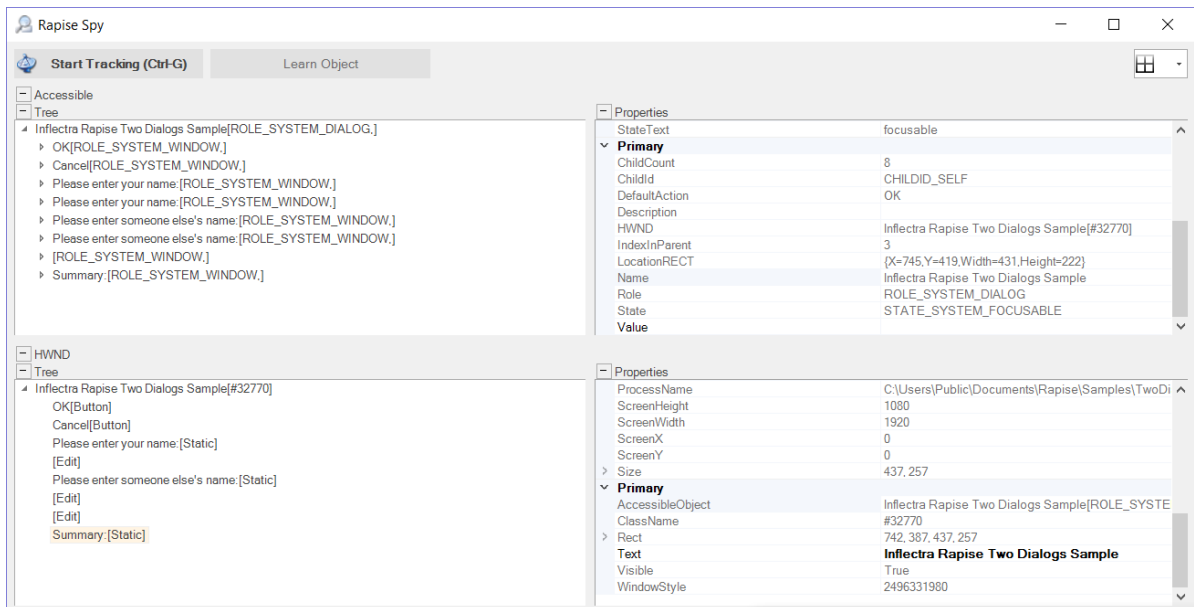 Rapise Spy
Start Tracking (Ctrl-G) Learn Object
Accessible
Tree
Inflectra Rapise Two Dialogs Sample[ROLE_SYSTEM_DIALOG,]
OK[ROLE_SYSTEM_WINDOW,]
Cancel[ROLE_SYSTEM_WINDOW,]
Please enter your name:[ROLE_SYSTEM_WINDOW,]
Please enter your name:[ROLE_SYSTEM_WINDOW,]
Please enter someone else's name:[ROLE_SYSTEM_WINDOW,]
Please enter someone else's name:[ROLE_SYSTEM_WINDOW,]
[ROLE_SYSTEM_WINDOW,]
Summary:[ROLE_SYSTEM_WINDOW,]
Properties
StateText focusable
Primary
ChildCount 8
ChildId CHILDID_SELF
DefaultAction OK
Description
HWND Inflectra Rapise Two Dialogs Sample[#32770]
IndexInParent 3
LocationRECT {X=745,Y=419,Width=431,Height=222}
Name Inflectra Rapise Two Dialogs Sample
Role ROLE_SYSTEM_DIALOG
State STATE_SYSTEM_FOCUSABLE
Value
HWND
Tree
Inflectra Rapise Two Dialogs Sample[#32770]
OK[Button]
Cancel[Button]
Please enter your name:[Static]
[Edit]
Please enter someone else's name:[Static]
[Edit]
[Edit]
Summary:[Static]
Properties
ProcessName C:\Users\Public\Documents\Rapise\Samples\TwoDi
ScreenHeight 1080
ScreenWidth 1920
ScreenX 0
ScreenY 0
Size 437, 257
Primary
AccessibleObject Inflectra Rapise Two Dialogs Sample[ROLE_SYSTE
ClassName #32770
Rect 742, 387, 437, 257
Text Inflectra Rapise Two Dialogs Sample
Visible True
WindowStyle 2496331980